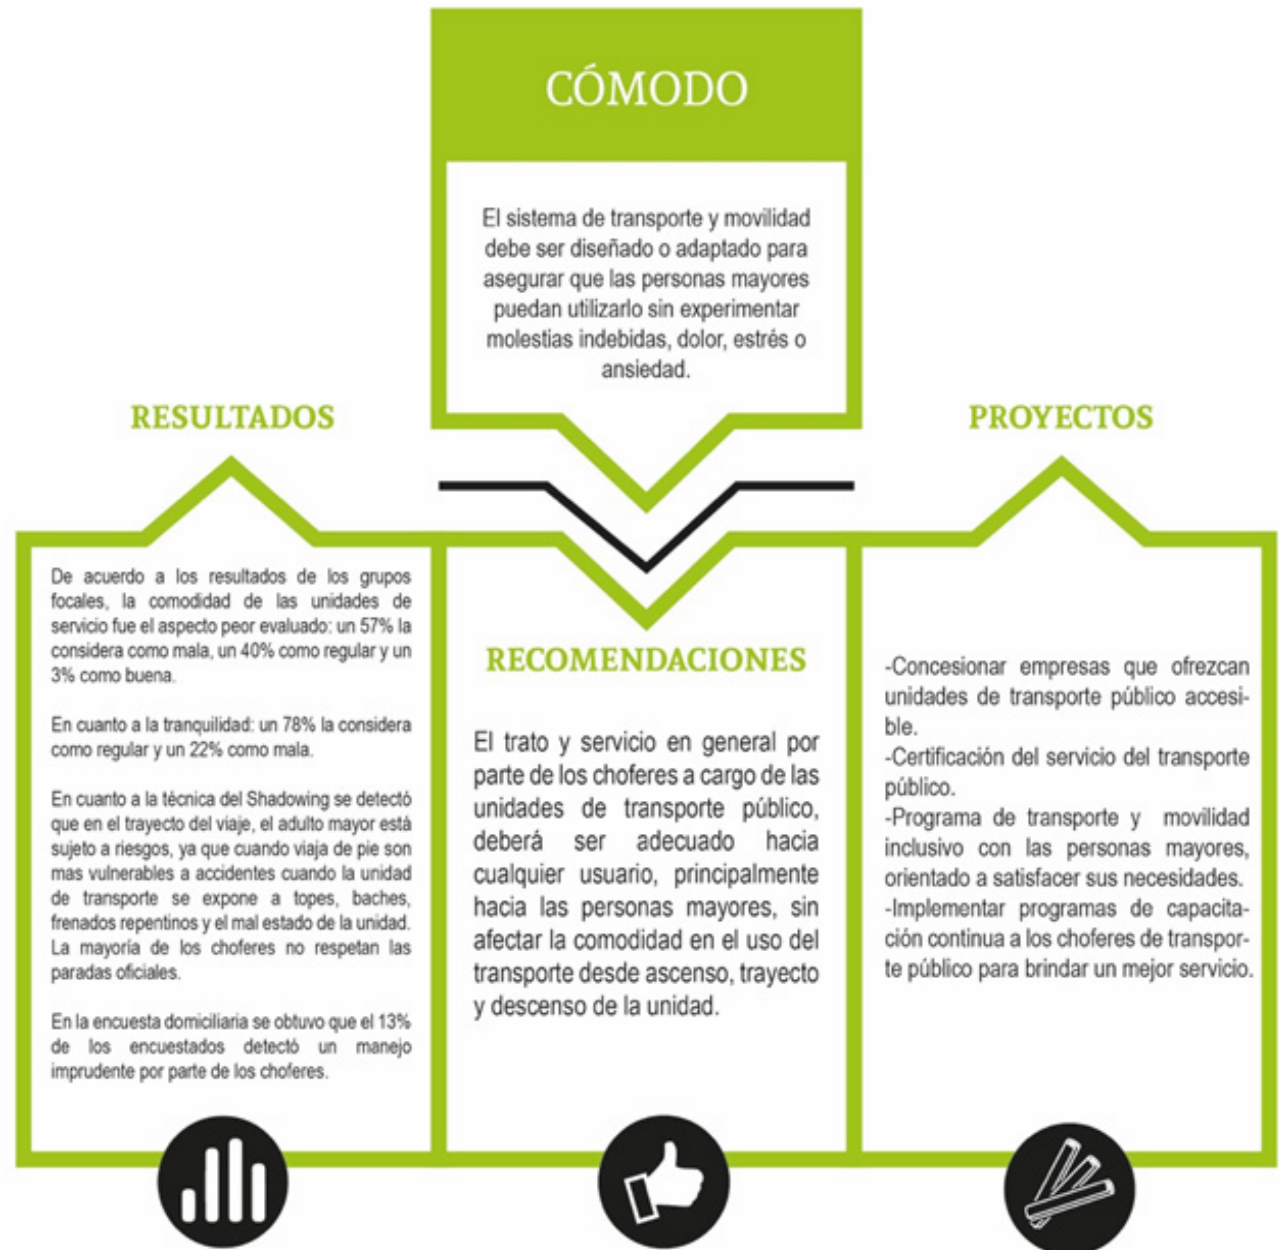 CÓMODO
El sistema de transporte y movilidad
debe ser diseñado o adaptado para
asegurar que las personas mayores
puedan utilizarlo sin experimentar
molestias indebidas, dolor, estrés o
ansiedad.
RESULTADOS
De acuerdo a los resultados de los grupos
focales, la comodidad de las unidades de
servicio fue el aspecto peor evaluado: un 57% la
considera como mala, un 40% como regular y un
3% como buena.
En cuanto a la tranquilidad: un 78% la considera
como regular y un 22% como mala.
En cuanto a la técnica del Shadowing se detectó
que en el trayecto del viaje, el adulto mayor está
sujeto a riesgos, ya que cuando viaja de pie son
mas vulnerables a accidentes cuando la unidad
de transporte se expone a topes, baches,
frenados repentinos y el mal estado de la unidad.
La mayoría de los choferes no respetan las
paradas oficiales.
En la encuesta domiciliaria se obtuvo que el 13%
de los encuestados detectó un manejo
imprudente por parte de los choferes.
RECOMENDACIONES
El trato y servicio en general por
parte de los choferes a cargo de las
unidades de transporte público,
deberá ser adecuado hacia
cualquier usuario, principalmente
hacia las personas mayores, sin
afectar la comodidad en el uso del
transporte desde ascenso, trayecto
y descenso de la unidad.
PROYECTOS
-Concesionar empresas que ofrezcan
unidades de transporte público accesi-
ble.
-Certificación del servicio del transporte
público.
-Programa de transporte y movilidad
inclusivo con las personas mayores,
orientado a satisfacer sus necesidades.
-Implementar programas de capacita-
ción continua a los choferes de transpor-
te público para brindar un mejor servicio.